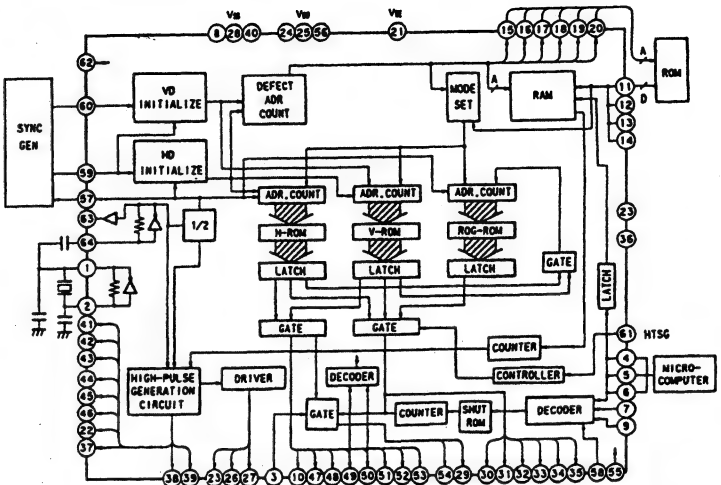 VSS
VDD
VEE
8 28 40
24 25 56
21
15 16 17 18 19 20
62
A
ROM
VD
INITIALIZE
DEFECT
ADR
COUNT
MODE
SET
A
RAM
11
D
12
13
14
60
SYNC
GEN
59
HD
INITIALIZE
57
ADR.COUNT
ADR.COUNT
ADR.COUNT
63
1/2
23
H-ROM
V-ROM
ROG-ROM
64
36
GATE
1
LATCH
LATCH
LATCH
LATCH
2
41
GATE
GATE
61
HTSG
42
COUNTER
4
43
CONTROLLER
5
MICRO-
COMPUTER
44
HIGH-PULSE
GENERATION
CIRCUIT
DRIVER
DECODER
6
45
46
GATE
COUNTER
SHUT
ROM
DECODER
7
22
9
37
38 39
23 26 27
3
10 47 48 49 50 51 52 53
54 29
30 31 32 33 34 35
58 55